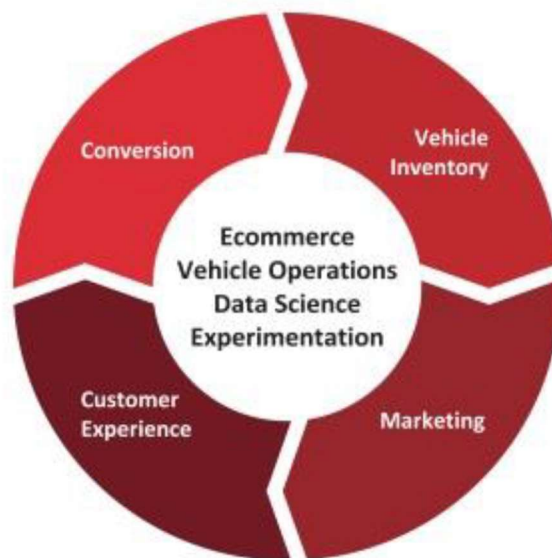 Conversion
Vehicle
Inventory
Ecommerce
Vehicle Operations
Data Science
Experimentation
Customer
Experience
Marketing